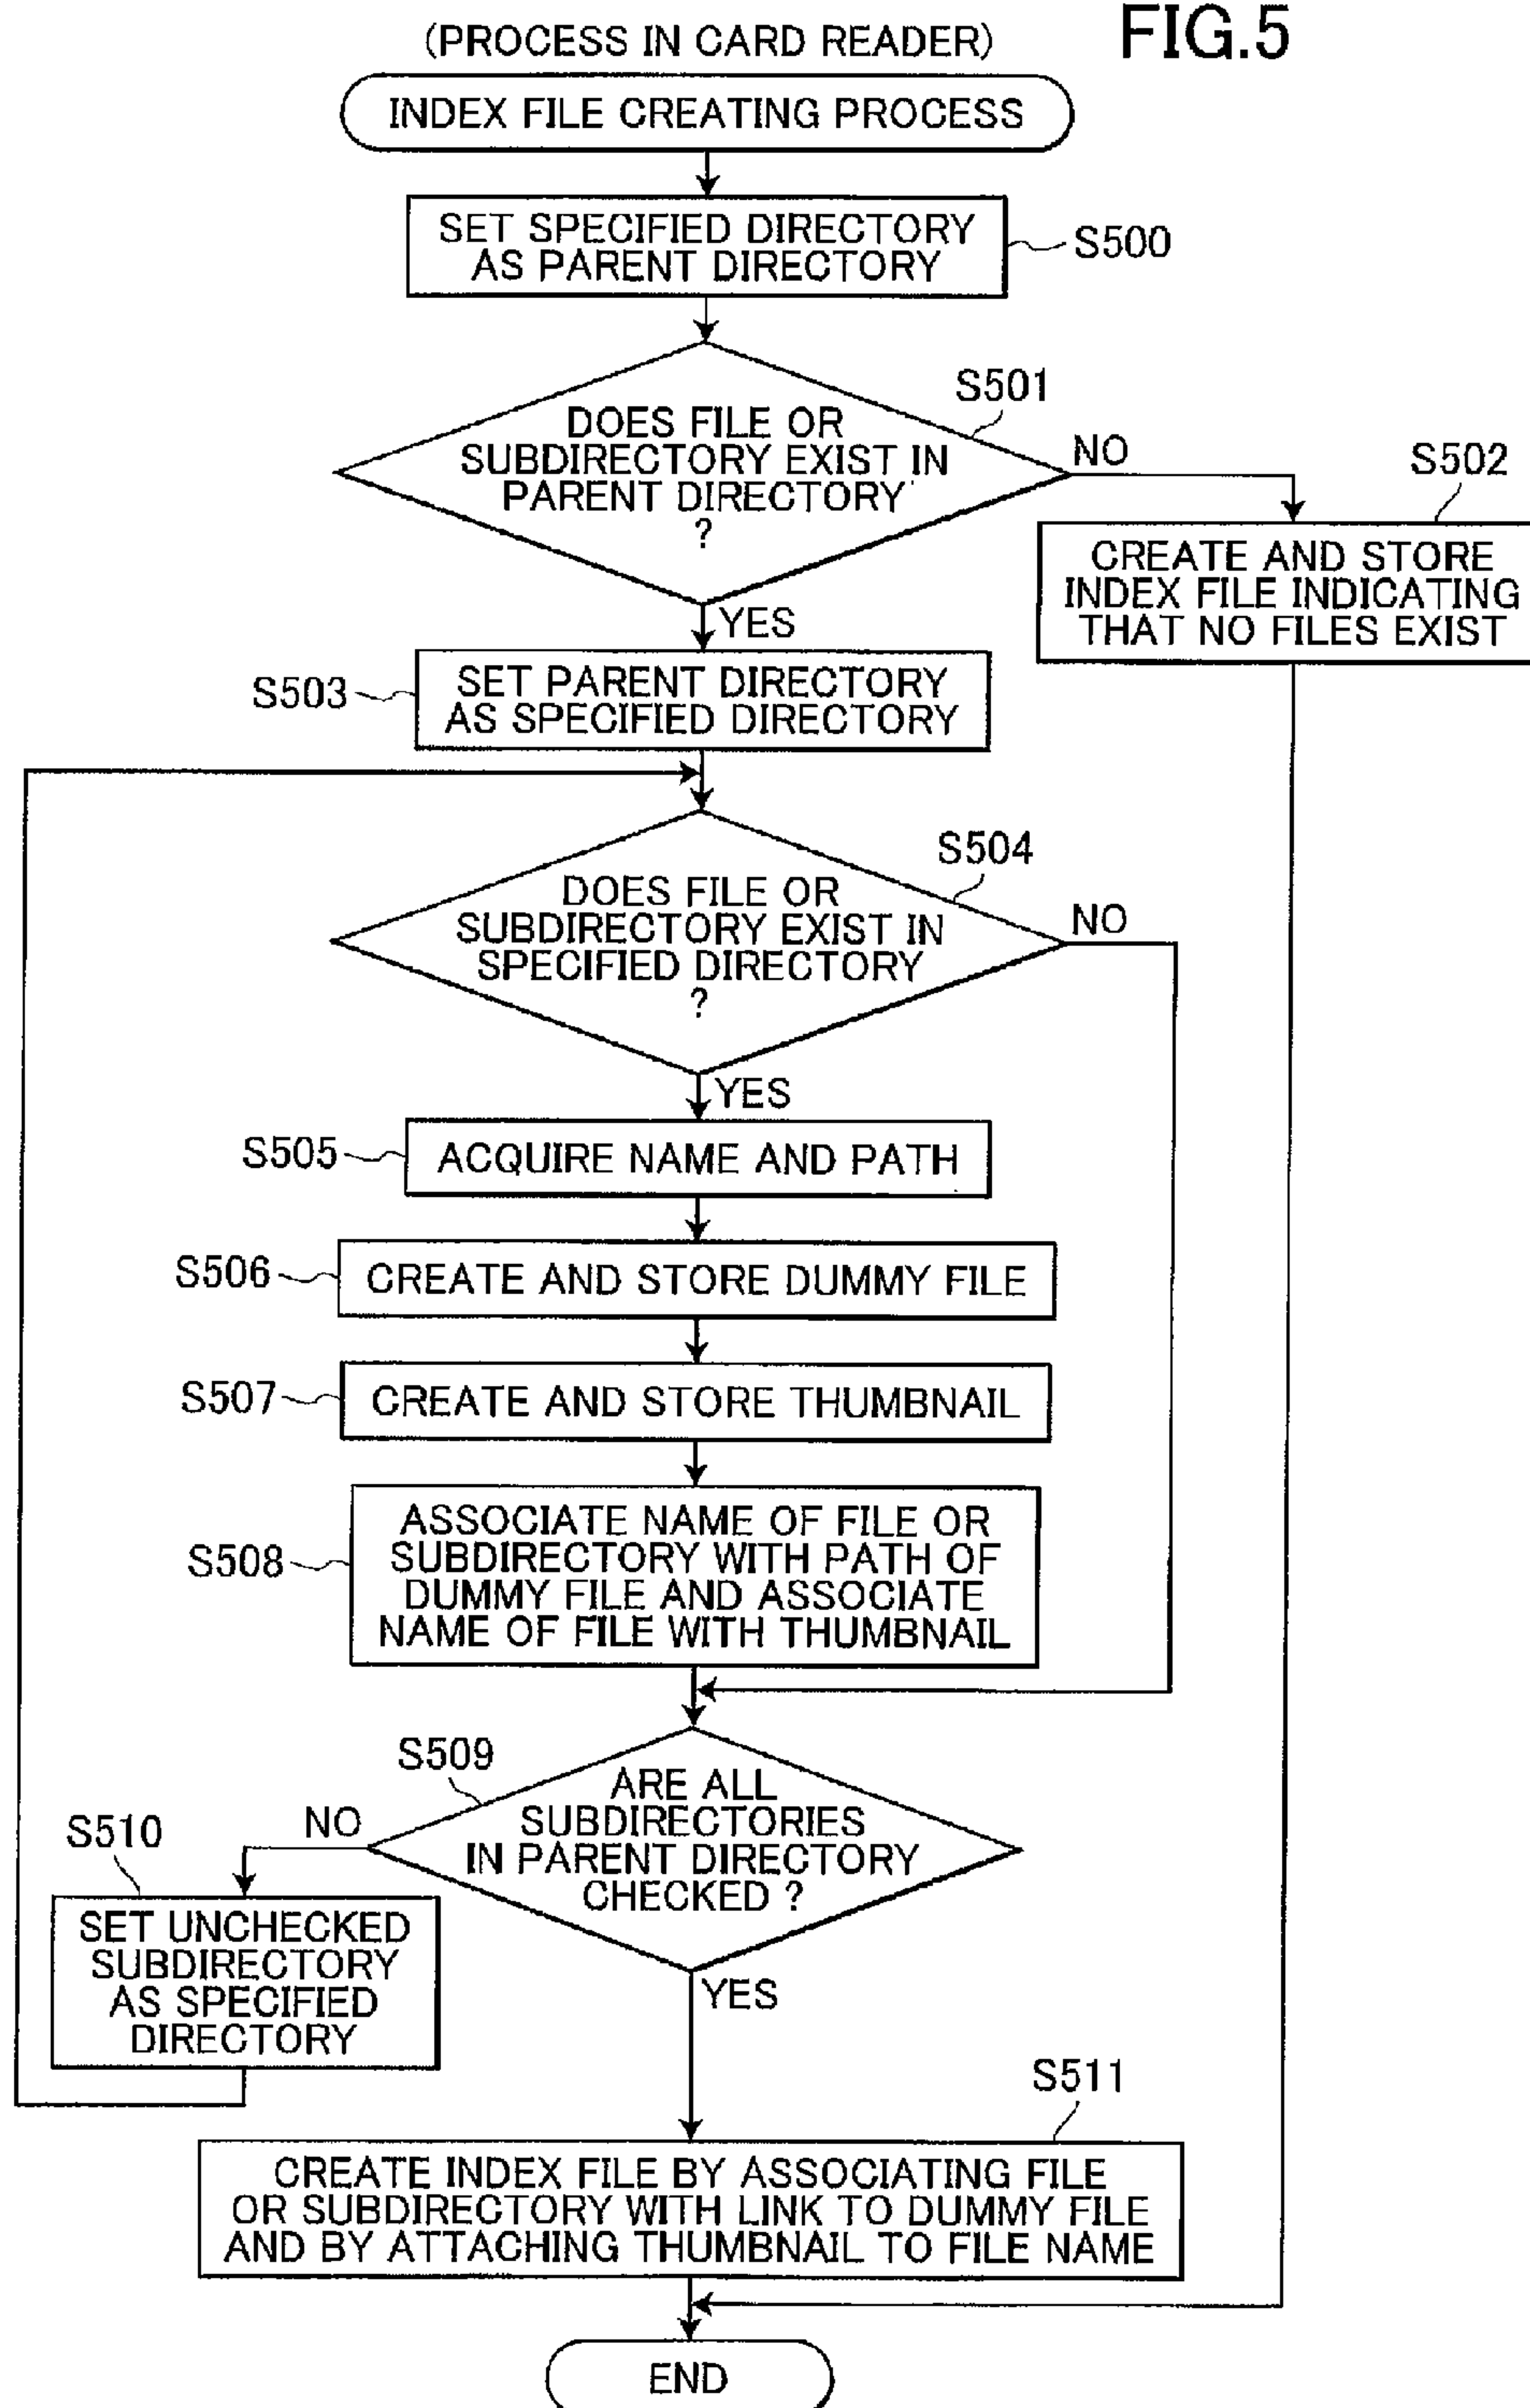 (PROCESS IN CARD READER)
FIG.5
INDEX FILE CREATING PROCESS
SET SPECIFIED DIRECTORY
AS PARENT DIRECTORY
S500
S501
DOES FILE OR
SUBDIRECTORY EXIST IN
PARENT DIRECTORY
?
NO
S502
CREATE AND STORE
INDEX FILE INDICATING
THAT NO FILES EXIST
YES
S503
SET PARENT DIRECTORY
AS SPECIFIED DIRECTORY
S504
DOES FILE OR
SUBDIRECTORY EXIST IN
SPECIFIED DIRECTORY
?
NO
YES
S505
ACQUIRE NAME AND PATH
S506
CREATE AND STORE DUMMY FILE
S507
CREATE AND STORE THUMBNAIL
S508
ASSOCIATE NAME OF FILE OR
SUBDIRECTORY WITH PATH OF
DUMMY FILE AND ASSOCIATE
NAME OF FILE WITH THUMBNAIL
S509
ARE ALL
SUBDIRECTORIES
IN PARENT DIRECTORY
CHECKED ?
NO
S510
SET UNCHECKED
SUBDIRECTORY
AS SPECIFIED
DIRECTORY
YES
S511
CREATE INDEX FILE BY ASSOCIATING FILE
OR SUBDIRECTORY WITH LINK TO DUMMY FILE
AND BY ATTACHING THUMBNAIL TO FILE NAME
END